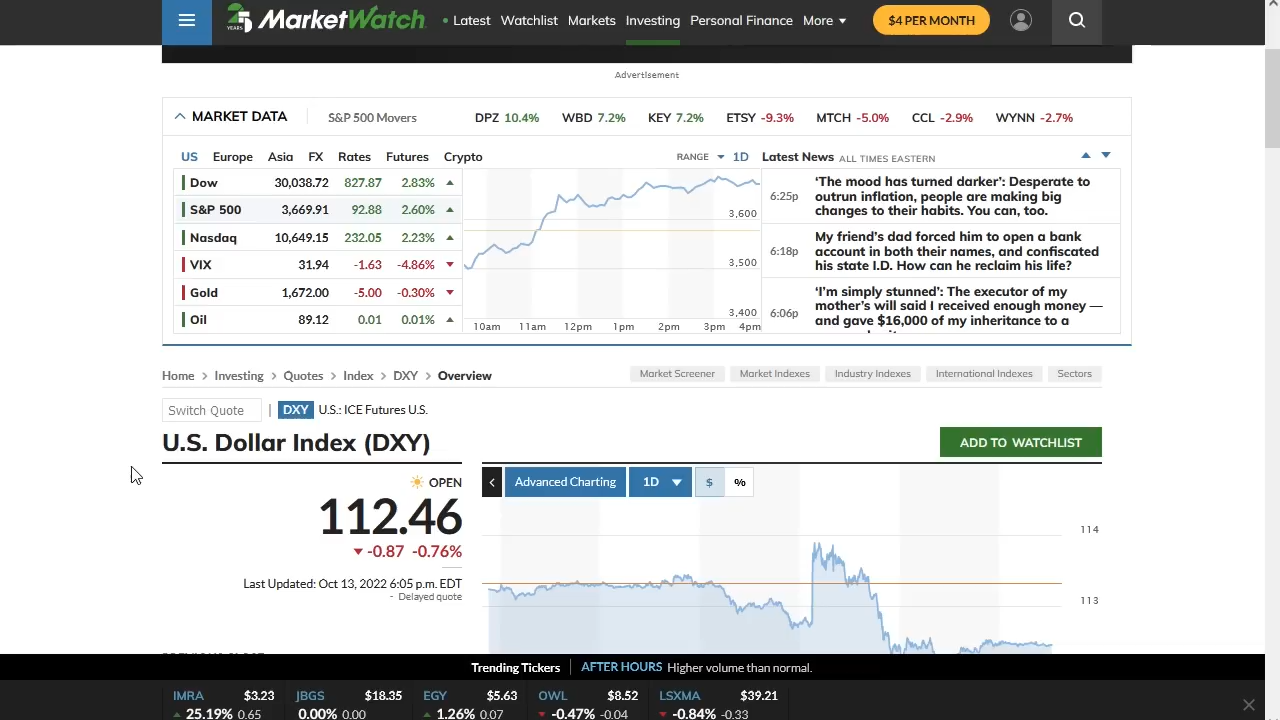 25 YEARS MarketWatch
Latest Watchlist Markets Investing Personal Finance More
$4 PER MONTH
Advertisement
MARKET DATA
S&P 500 Movers
DPZ 10.4% WBD 7.2% KEY 7.2% ETSY -9.3% MTCH -5.0% CCL -2.9% WYNN -2.7%
US Europe Asia FX Rates Futures Crypto
RANGE 1D
Dow 30,038.72 827.87 2.83%
S&P 500 3,669.91 92.88 2.60%
Nasdaq 10,649.15 232.05 2.23%
VIX 31.94 -1.63 -4.86%
Gold 1,672.00 -5.00 -0.30%
Oil 89.12 0.01 0.01%
3,600
3,500
3,400
10am 11am 12pm 1pm 2pm 3pm 4pm
Latest News ALL TIMES EASTERN
6:25p
‘The mood has turned darker’: Desperate to
outrun inflation, people are making big
changes to their habits. You can, too.
6:18p
My friend’s dad forced him to open a bank
account in both their names, and confiscated
his state I.D. How can he reclaim his life?
6:06p
‘I’m simply stunned’: The executor of my
mother’s will said I received enough money —
and gave $16,000 of my inheritance to a
Home > Investing > Quotes > Index > DXY > Overview
Market Screener Market Indexes Industry Indexes International Indexes Sectors
Switch Quote | DXY U.S.: ICE Futures U.S.
U.S. Dollar Index (DXY)
ADD TO WATCHLIST
OPEN
112.46
-0.87 -0.76%
Last Updated: Oct 13, 2022 6:05 p.m. EDT
- Delayed quote
< Advanced Charting 1D $ %
114
113
Trending Tickers | AFTER HOURS Higher volume than normal.
IMRA $3.23 JBGS $18.35 EGY $5.63 OWL $8.52 LSXMA $39.21
25.19% 0.65 0.00% 0.00 1.26% 0.07 -0.47% -0.04 -0.84% -0.33